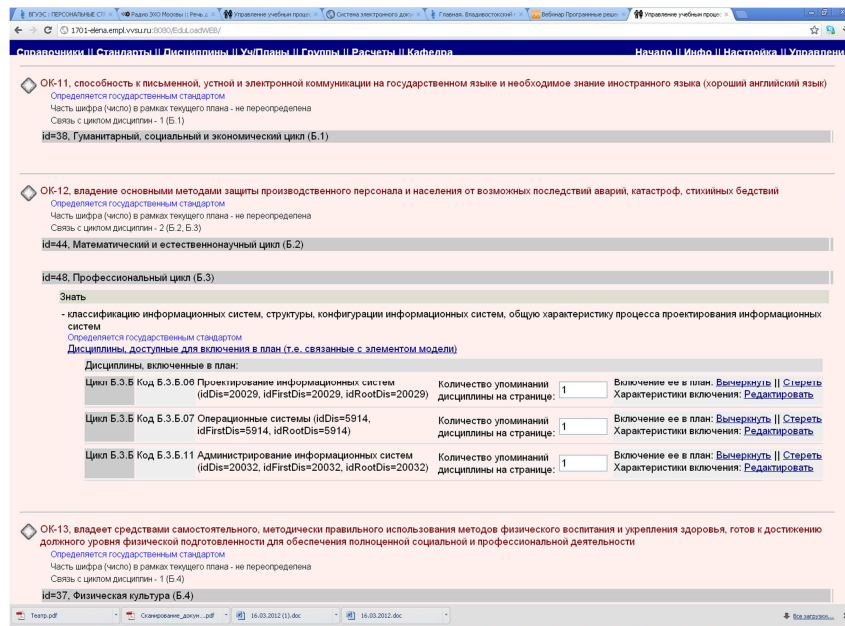 ВГУЭС : ПЕРСОНАЛЬНЫЕ СТ
Радио ЭХО Москвы :: Речь д
Управление учебным процес
Система электронного доку
Главная. Владивостокский г
Вебинар Программные реше
Управление учебным процес
1701-elena.empl.vvsu.ru:8080/EduLoadWEB/
Справочники || Стандарты || Дисциплины || Уч/Планы || Группы || Расчеты || Кафедра Начало || Инфо || Настройка || Управлени
ОК-11, способность к письменной, устной и электронной коммуникации на государственном языке и необходимое знание иностранного языка (хороший английский язык)
Определяется государственным стандартом
Часть шифра (число) в рамках текущего плана - не переопределена
Связь с циклом дисциплин - 1 (Б.1)
id=38, Гуманитарный, социальный и экономический цикл (Б.1)
ОК-12, владение основными методами защиты производственного персонала и населения от возможных последствий аварий, катастроф, стихийных бедствий
Определяется государственным стандартом
Часть шифра (число) в рамках текущего плана - не переопределена
Связь с циклом дисциплин - 2 (Б.2, Б.3)
id=44, Математический и естественнонаучный цикл (Б.2)
id=48, Профессиональный цикл (Б.3)
Знать
- классификацию информационных систем, структуры, конфигурации информационных систем, общую характеристику процесса проектирования информационных
систем
Определяется государственным стандартом
Дисциплины, доступные для включения в план (т.е. связанные с элементом модели)
Дисциплины, включенные в план:
Цикл Б.3.Б Код Б.3.Б.06 Проектирование информационных систем
(idDis=20029, idFirstDis=20029, idRootDis=20029)
Количество упоминаний
дисциплины на странице: 1
Включение ее в план: Вычеркнуть || Стереть
Характеристики включения: Редактировать
Цикл Б.3.Б Код Б.3.Б.07 Операционные системы (idDis=5914,
idFirstDis=5914, idRootDis=5914)
Количество упоминаний
дисциплины на странице: 1
Включение ее в план: Вычеркнуть || Стереть
Характеристики включения: Редактировать
Цикл Б.3.Б Код Б.3.Б.11 Администрирование информационных систем
(idDis=20032, idFirstDis=20032, idRootDis=20032)
Количество упоминаний
дисциплины на странице: 1
Включение ее в план: Вычеркнуть || Стереть
Характеристики включения: Редактировать
ОК-13, владеет средствами самостоятельного, методически правильного использования методов физического воспитания и укрепления здоровья, готов к достижению
должного уровня физической подготовленности для обеспечения полноценной социальной и профессиональной деятельности
Определяется государственным стандартом
Часть шифра (число) в рамках текущего плана - не переопределена
Связь с циклом дисциплин - 1 (Б.4)
id=37, Физическая культура (Б.4)
Театр.pdf
Сканирование_докум...pdf
16.03.2012 (1).doc
16.03.2012.doc
Все загрузки...